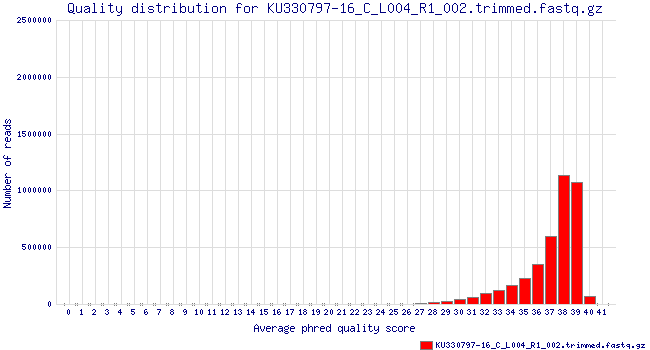 Quality distribution for KU330797-16_C_L004_R1_002.trimmed.fastq.gz
2500000
2000000
1500000
1000000
500000
0
Number of reads
0 1 2 3 4 5 6 7 8 9 10 11 12 13 14 15 16 17 18 19 20 21 22 23 24 25 26 27 28 29 30 31 32 33 34 35 36 37 38 39 40 41
Average phred quality score
KU330797-16_C_L004_R1_002.trimmed.fastq.gz